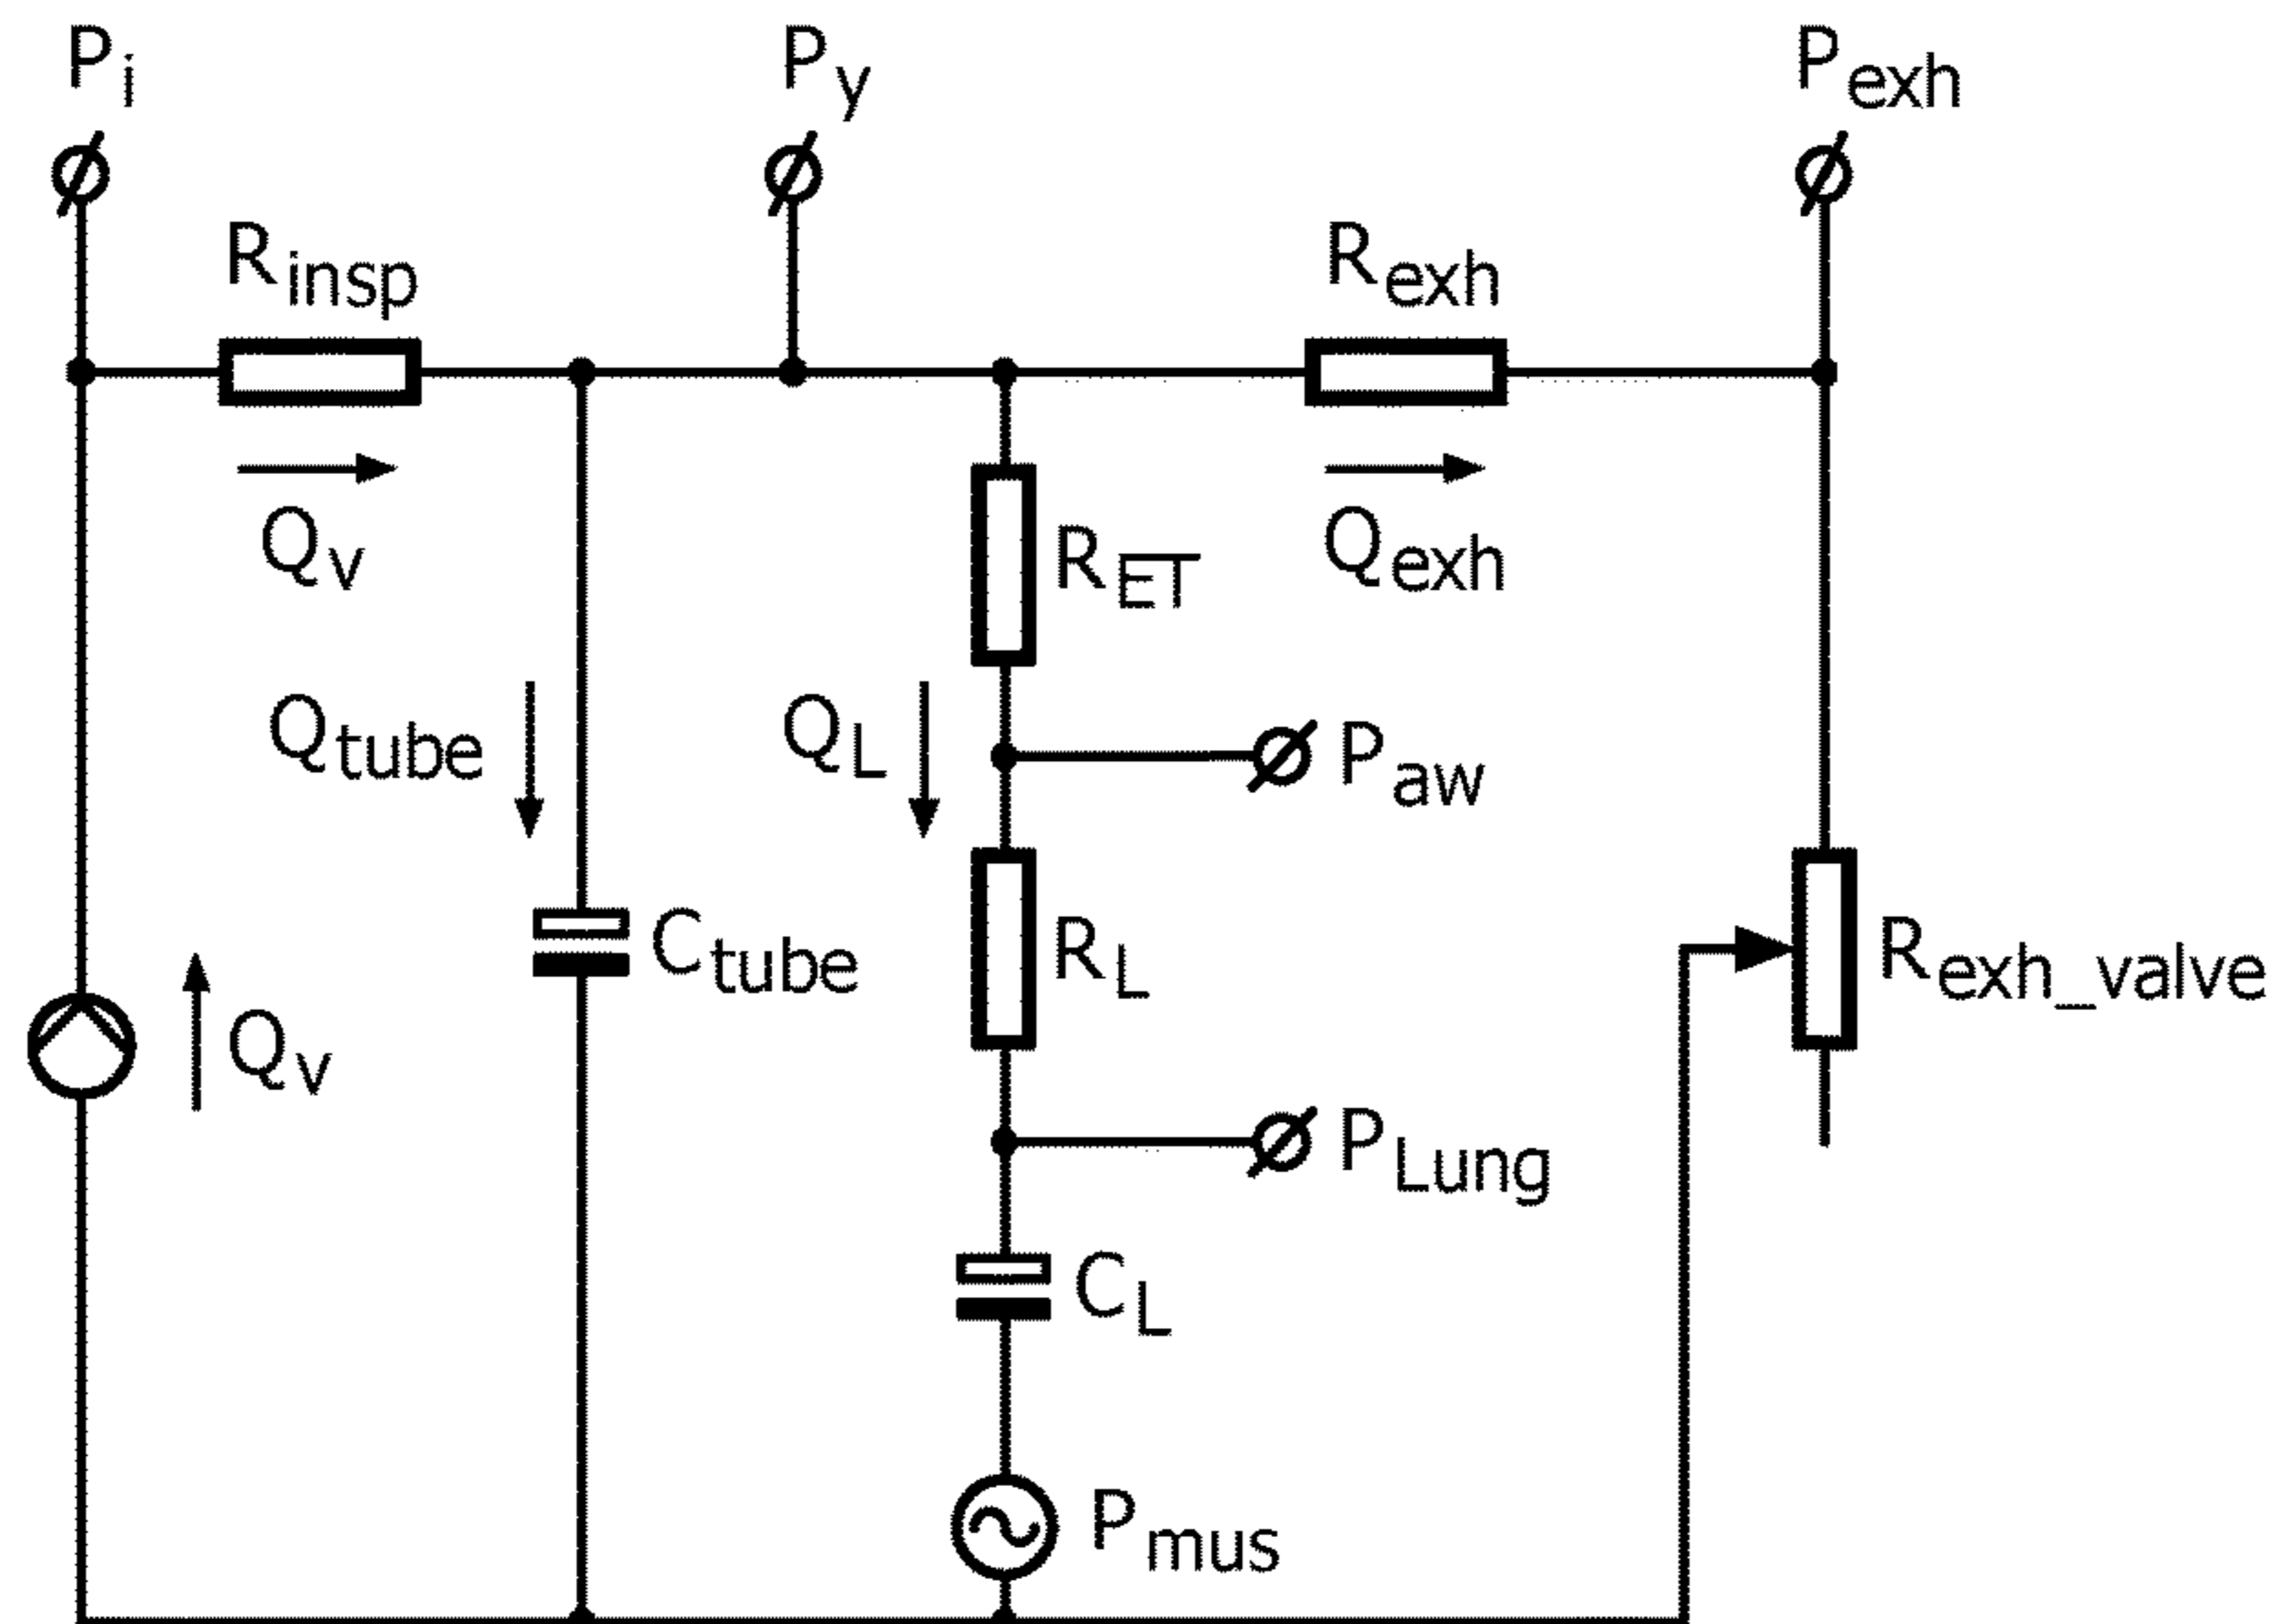 Pi
Py
Pexh
Rinsp
Rexh
Qv
RET
Qexh
Qtube
QL
Paw
Ctube
RL
Rexh_valve
Qv
PLung
CL
Pmus